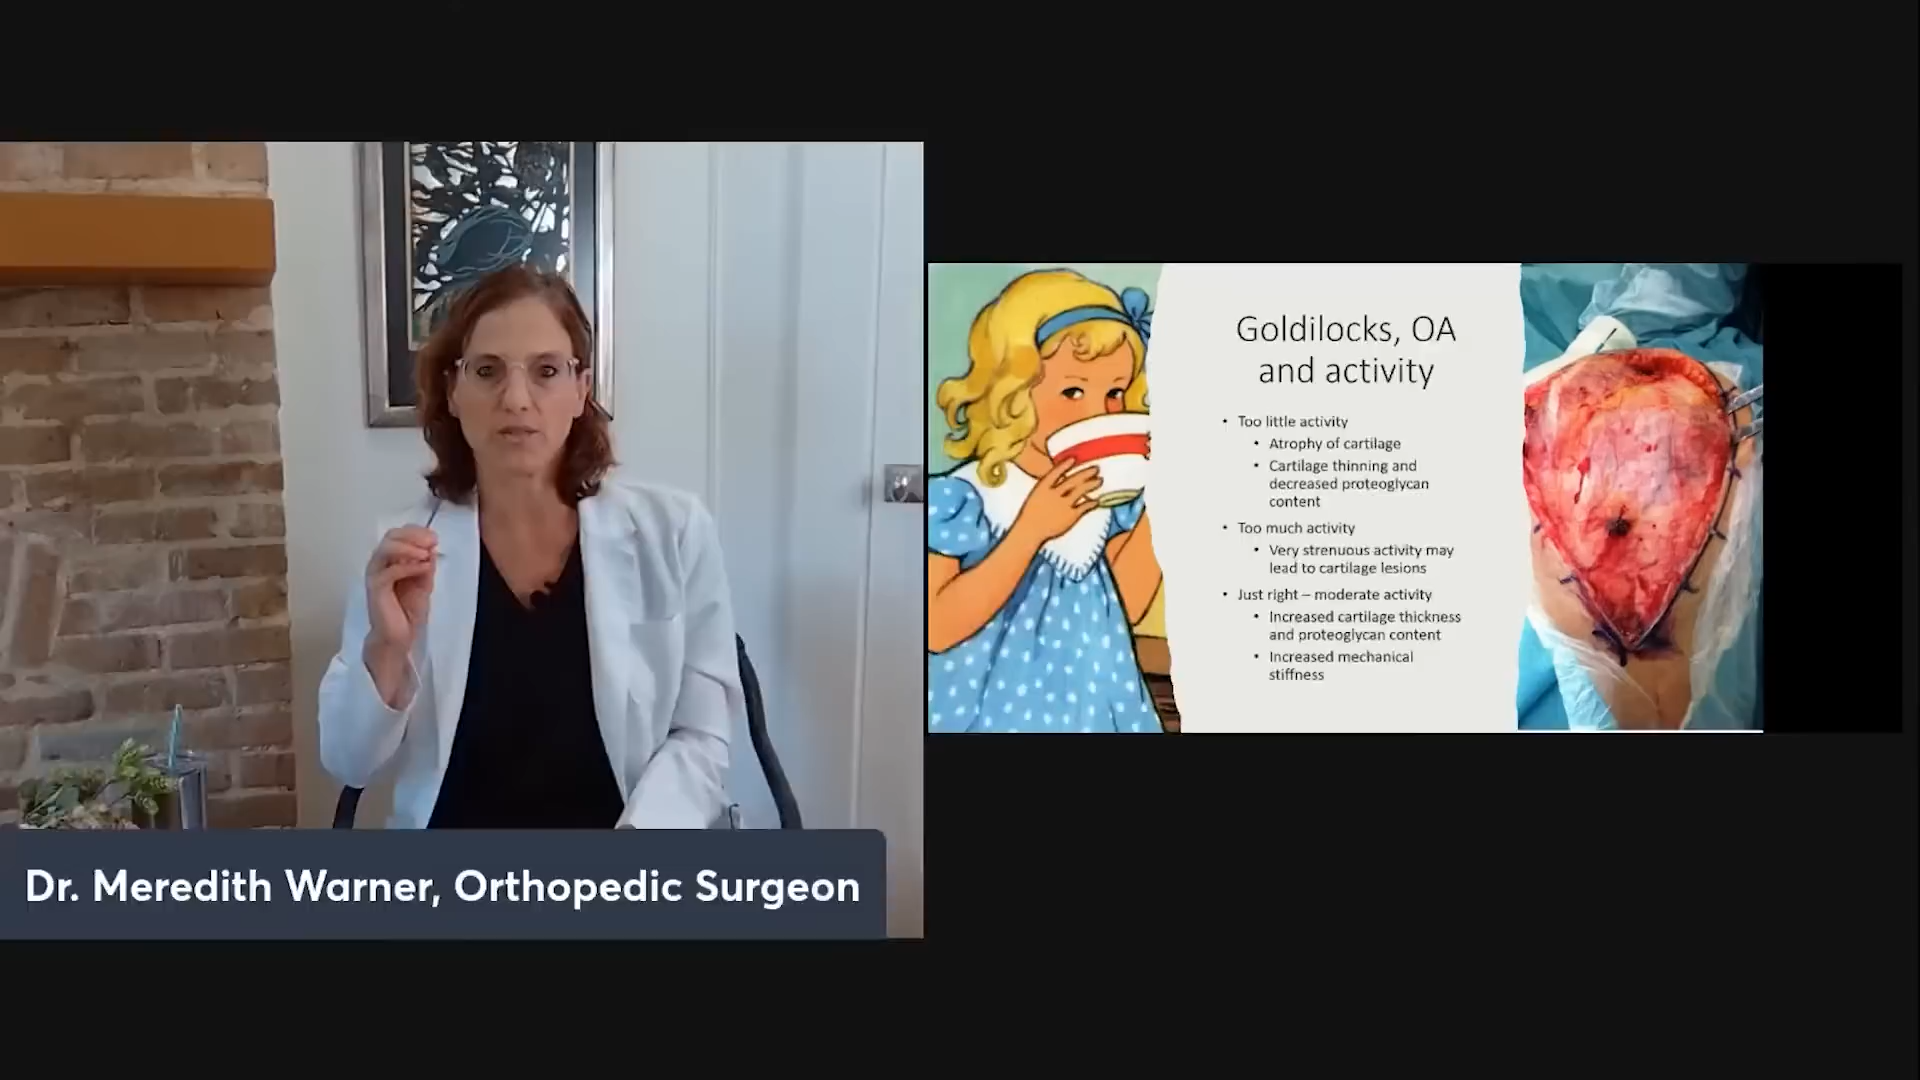 Dr. Meredith Warner, Orthopedic Surgeon
Goldilocks, OA
and activity
• Too little activity
• Atrophy of cartilage
• Cartilage thinning and
decreased proteoglycan
content
• Too much activity
• Very strenuous activity may
lead to cartilage lesions
• Just right – moderate activity
• Increased cartilage thickness
and proteoglycan content
• Increased mechanical
stiffness